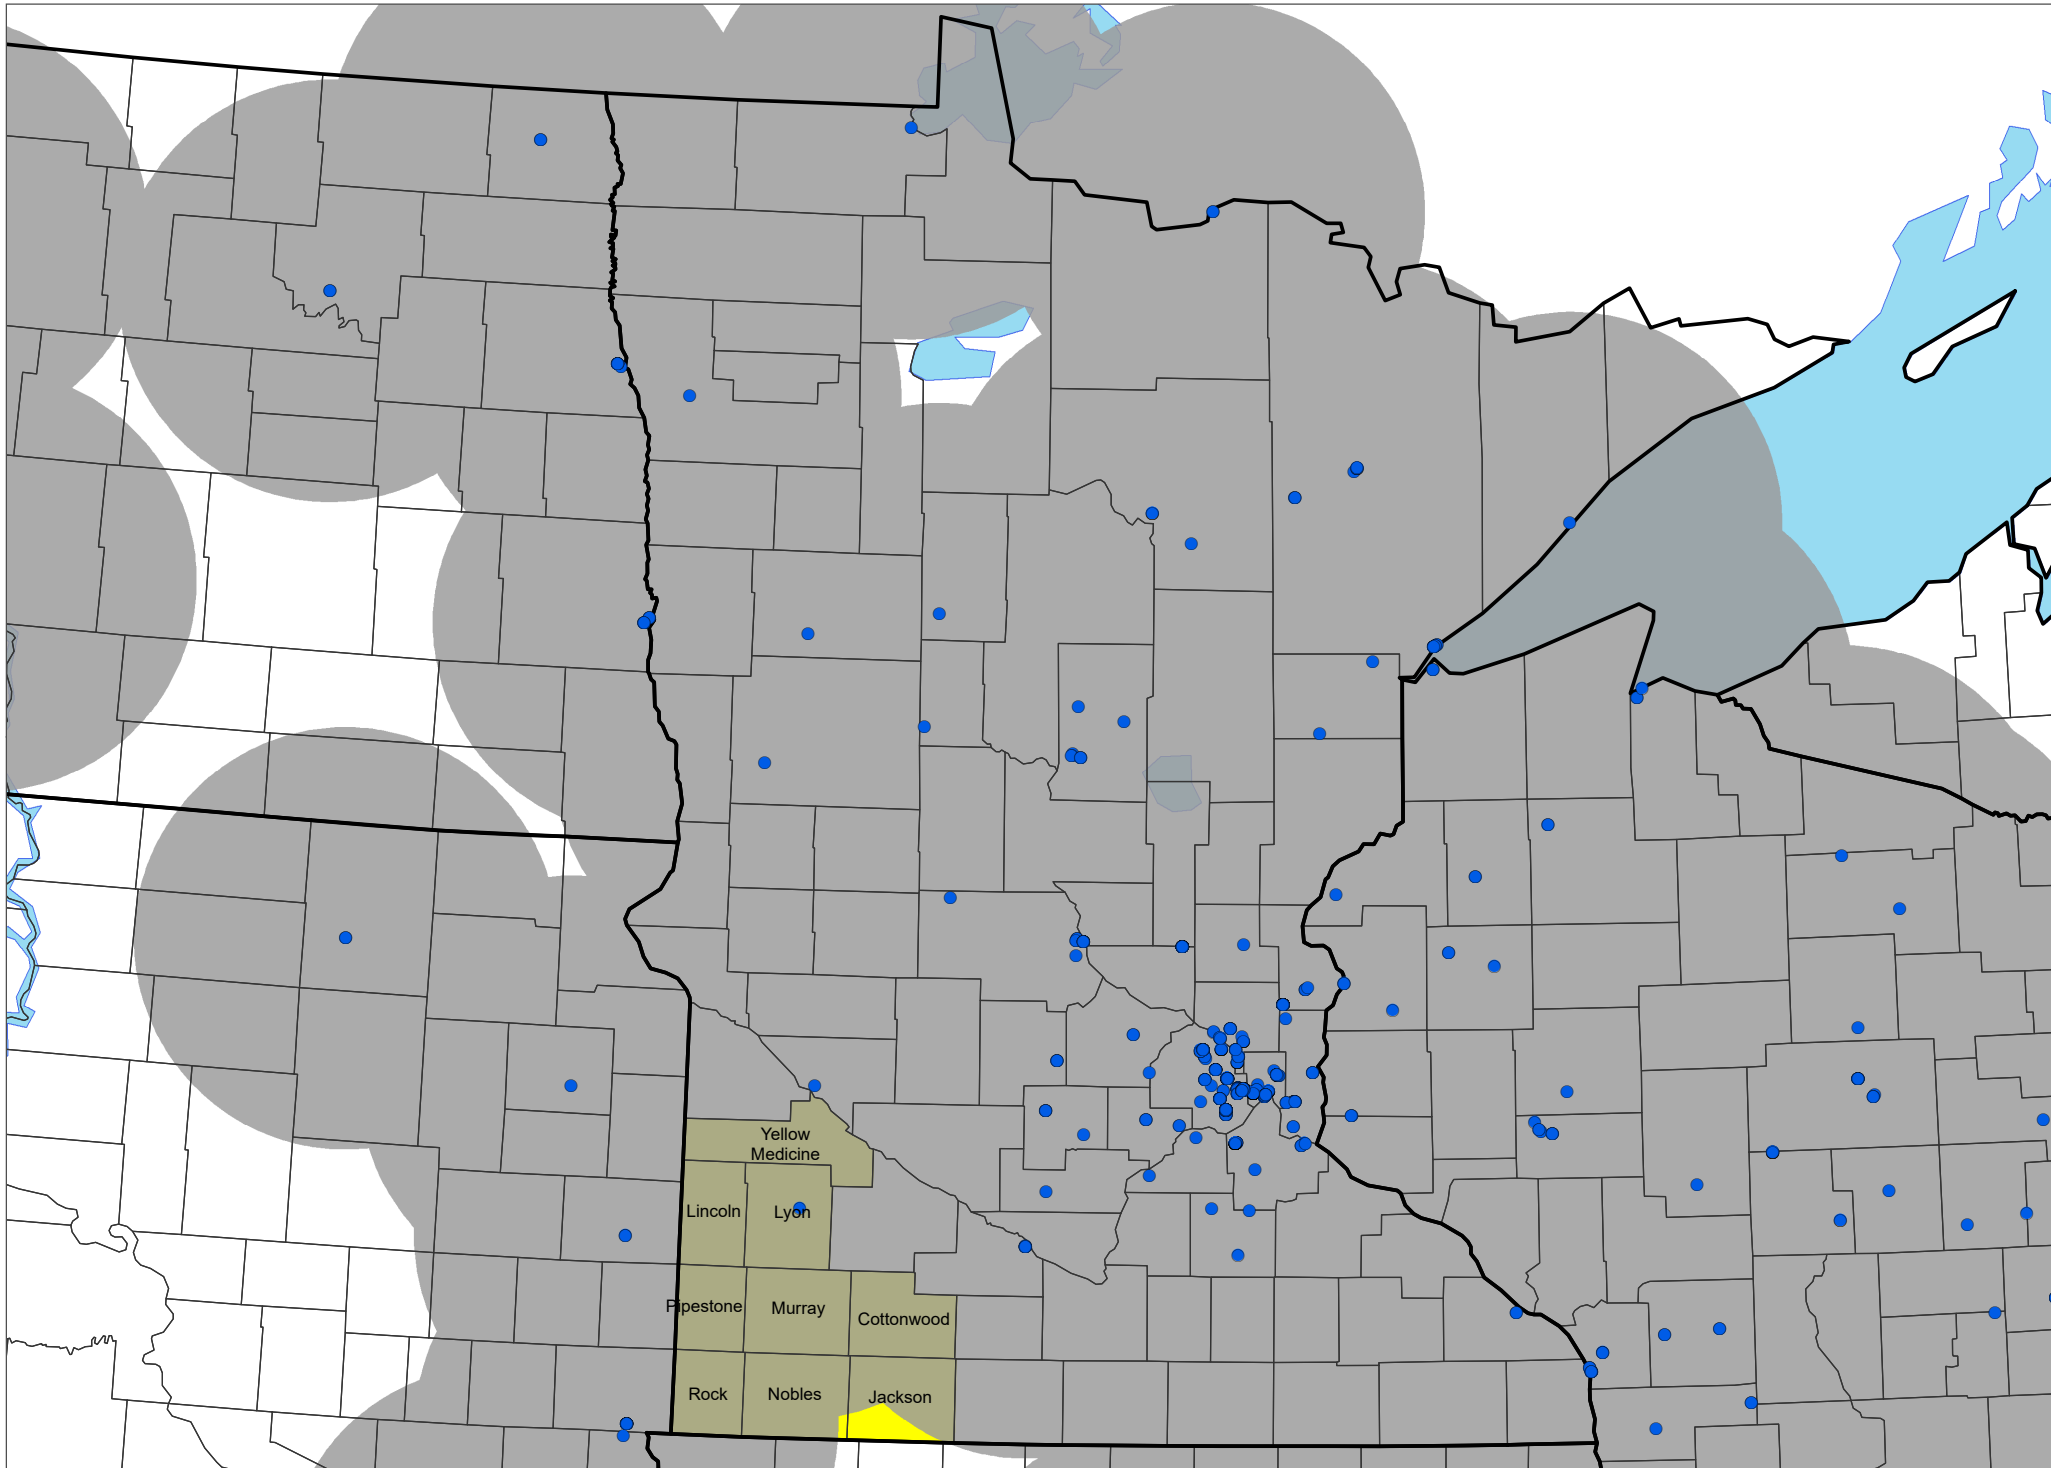 Yellow
Medicine
Lincoln
Lyon
Pipestone
Murray
Cottonwood
Rock
Nobles
Jackson